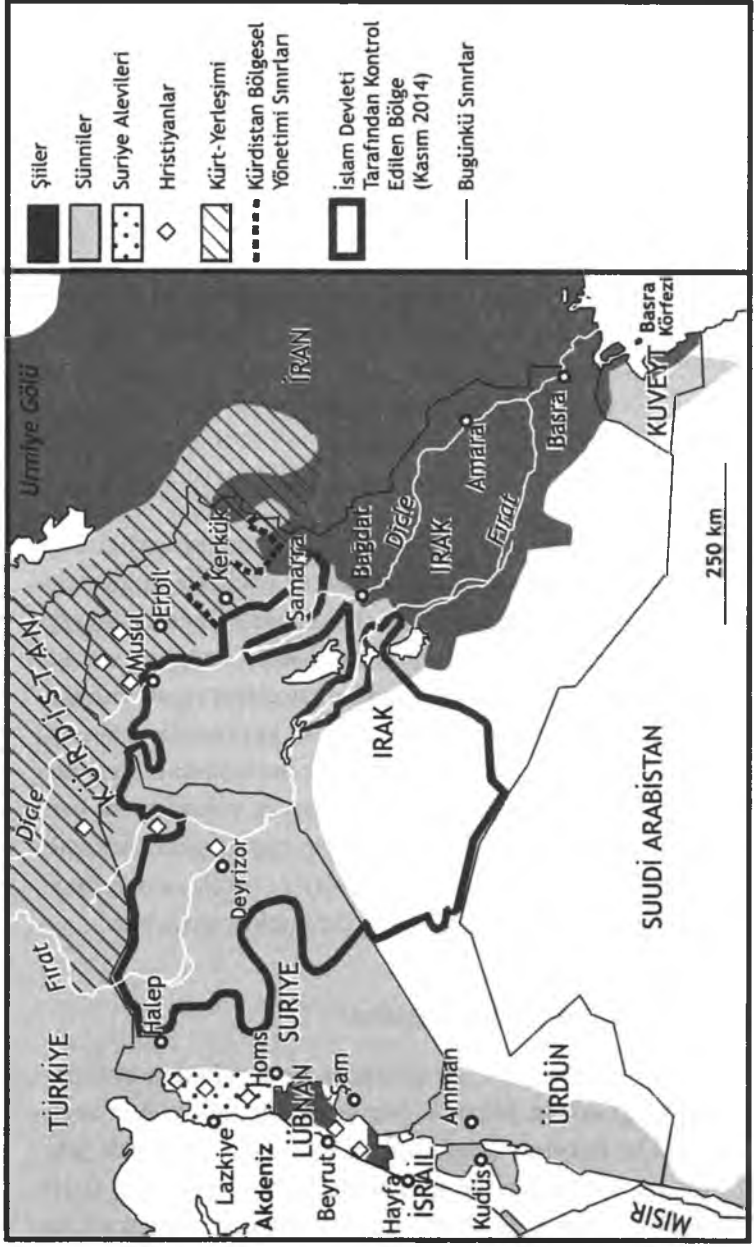 Şiiler
Sünniler
Suriye Alevileri
Hristiyanlar
Kürt-Yerleşimi
Kürdistan Bölgesel
Yönetimi Sınırları
İslam Devleti
Tarafından Kontrol
Edilen Bölge
(Kasım 2014)
Bugünkü Sınırlar
TÜRKİYE
Fırat
Dicle
KÜRDİSTAN
Urmiye Gölü
Halep
Musul
Erbil
Kerkük
İRAN
Lazkiye
Deyrizor
Akdeniz
Homs
SURİYE
Samarra
LÜBNAN
Beyrut
Şam
Bağdat
IRAK
Dicle
Amara
IRAK
Fırat
Hayfa
İSRAİL
Amman
Kudüs
ÜRDÜN
Basra
KUVEYT
Basra
Körfezi
MISIR
SUUDİ ARABİSTAN
250 km